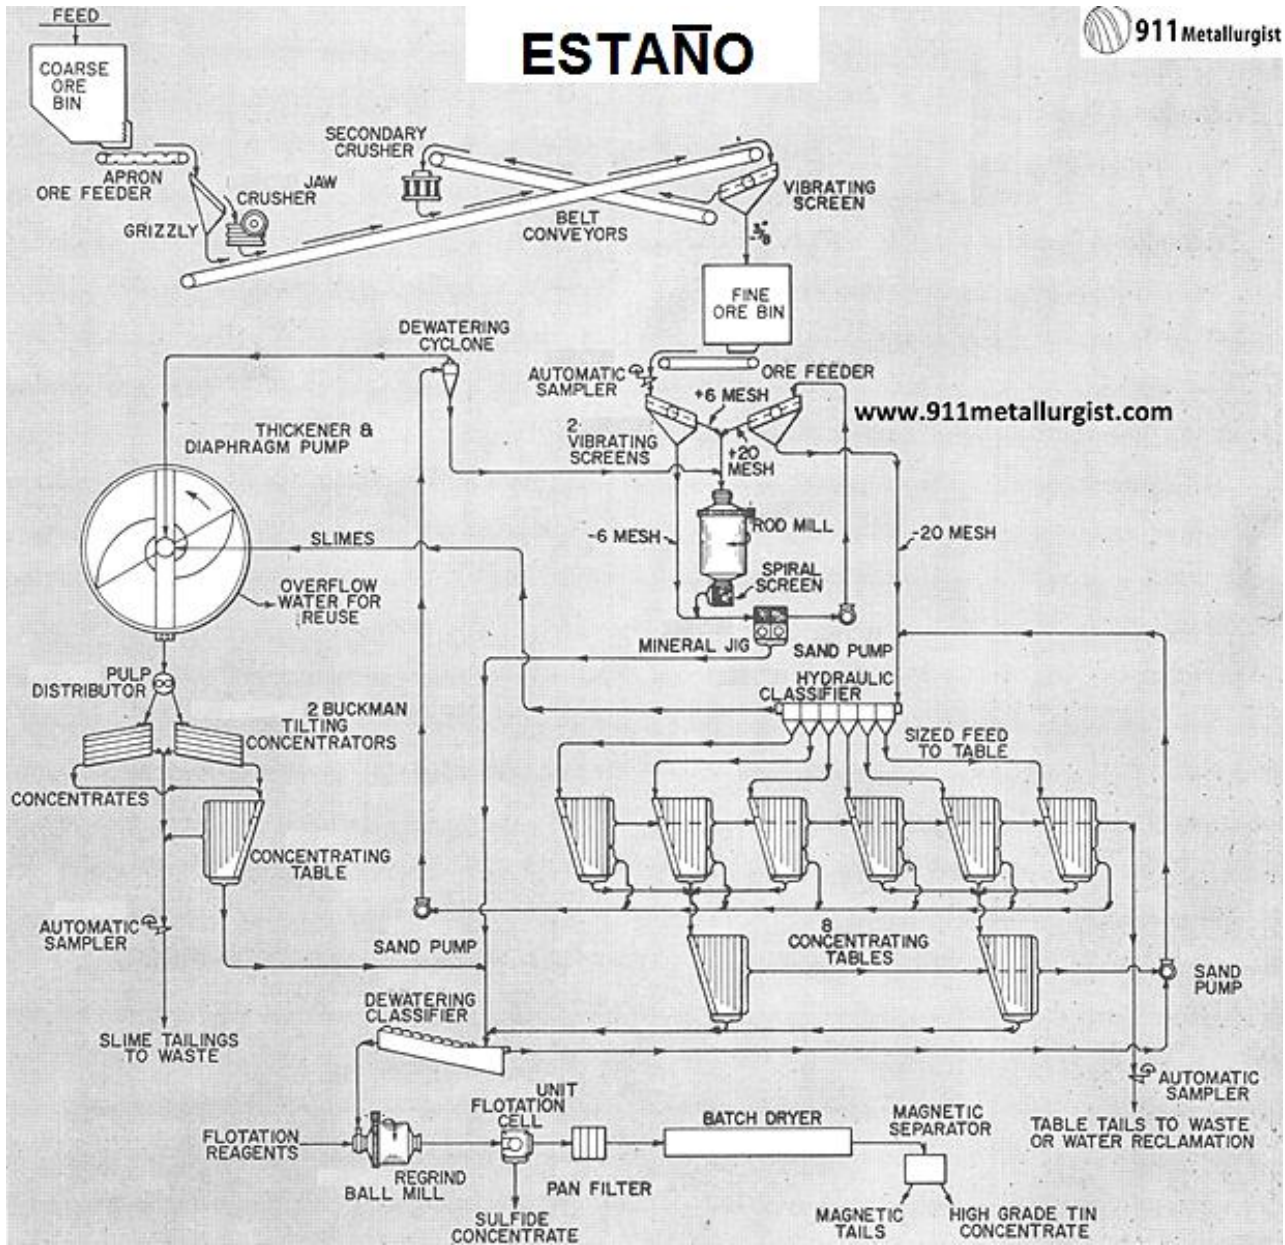 FEED
ESTAÑO
911 Metallurgist
COARSE
ORE
BIN
APRON
ORE FEEDER
GRIZZLY
JAW
CRUSHER
SECONDARY
CRUSHER
BELT
CONVEYORS
VIBRATING
SCREEN
FINE
ORE BIN
DEWATERING
CYCLONE
AUTOMATIC
SAMPLER
ORE FEEDER
+6 MESH
www.911metallurgist.com
2
VIBRATING
SCREENS
+20
MESH
THICKENER &
DIAPHRAGM PUMP
ROD MILL
-6 MESH
-20 MESH
SLIMES
SPIRAL
SCREEN
OVERFLOW
WATER FOR
REUSE
MINERAL JIG
SAND PUMP
PULP
DISTRIBUTOR
HYDRAULIC
CLASSIFIER
2 BUCKMAN
TILTING
CONCENTRATORS
SIZED FEED
TO TABLE
CONCENTRATES
CONCENTRATING
TABLE
AUTOMATIC
SAMPLER
SAND PUMP
8
CONCENTRATING
TABLES
SAND
PUMP
DEWATERING
CLASSIFIER
SLIME TAILINGS
TO WASTE
AUTOMATIC
SAMPLER
TABLE TAILS TO WASTE
OR WATER RECLAMATION
FLOTATION
REAGENTS
REGRIND
BALL MILL
UNIT
FLOTATION
CELL
SULFIDE
CONCENTRATE
PAN FILTER
BATCH DRYER
MAGNETIC
SEPARATOR
MAGNETIC
TAILS
HIGH GRADE TIN
CONCENTRATE